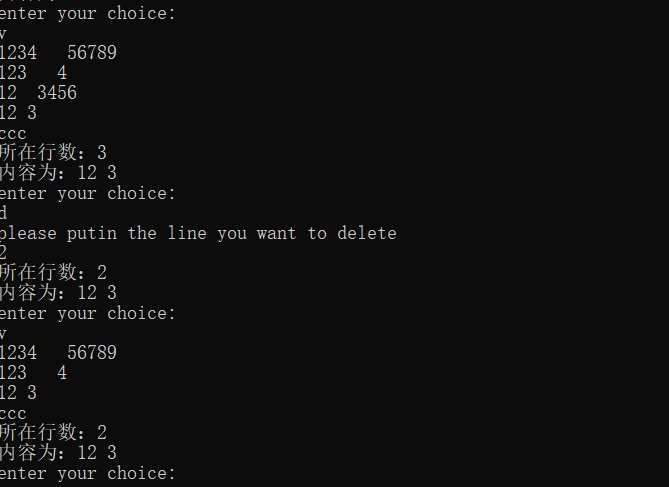 enter your choice:
v
1234   56789
123   4
12  3456
12 3
ccc
所在行数：3
内容为：12 3
enter your choice:
d
please putin the line you want to delete
2
所在行数：2
内容为：12 3
enter your choice:
v
1234   56789
123   4
12 3
ccc
所在行数：2
内容为：12 3
enter your choice: